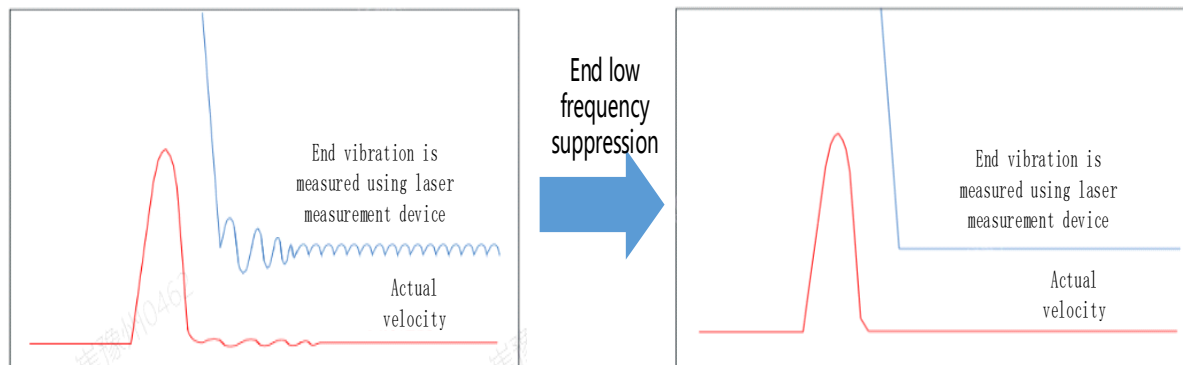 End vibration is
measured using laser
measurement device
Actual
velocity
End low
frequency
suppression
End vibration is
measured using laser
measurement device
Actual
velocity